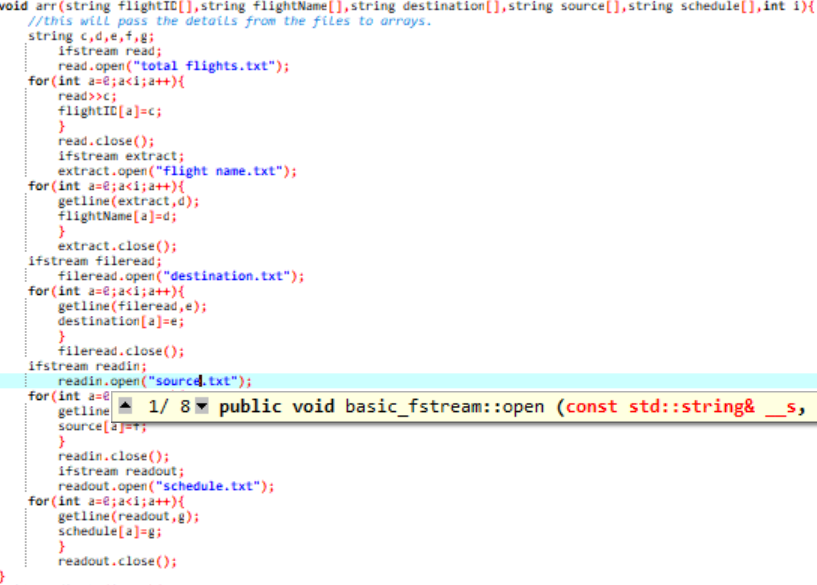 void arr(string flightID[],string flightName[],string destination[],string source[],string schedule[],int i){
//this will pass the details from the files to arrays.
string c,d,e,f,g;
ifstream read;
read.open("total flights.txt");
for(int a=0;a<i;a++){
read>>c;
flightID[a]=c;
}
read.close();
ifstream extract;
extract.open("flight name.txt");
for(int a=0;a<i;a++){
getline(extract,d);
flightName[a]=d;
}
extract.close();
ifstream fileread;
fileread.open("destination.txt");
for(int a=0;a<i;a++){
getline(fileread,e);
destination[a]=e;
}
fileread.close();
ifstream readin;
readin.open("source.txt");
for(int a=0
getline
1/ 8 public void basic_fstream::open (const std::string& __s,
source[a]=f;
}
readin.close();
ifstream readout;
readout.open("schedule.txt");
for(int a=0;a<i;a++){
getline(readout,g);
schedule[a]=g;
}
readout.close();
}